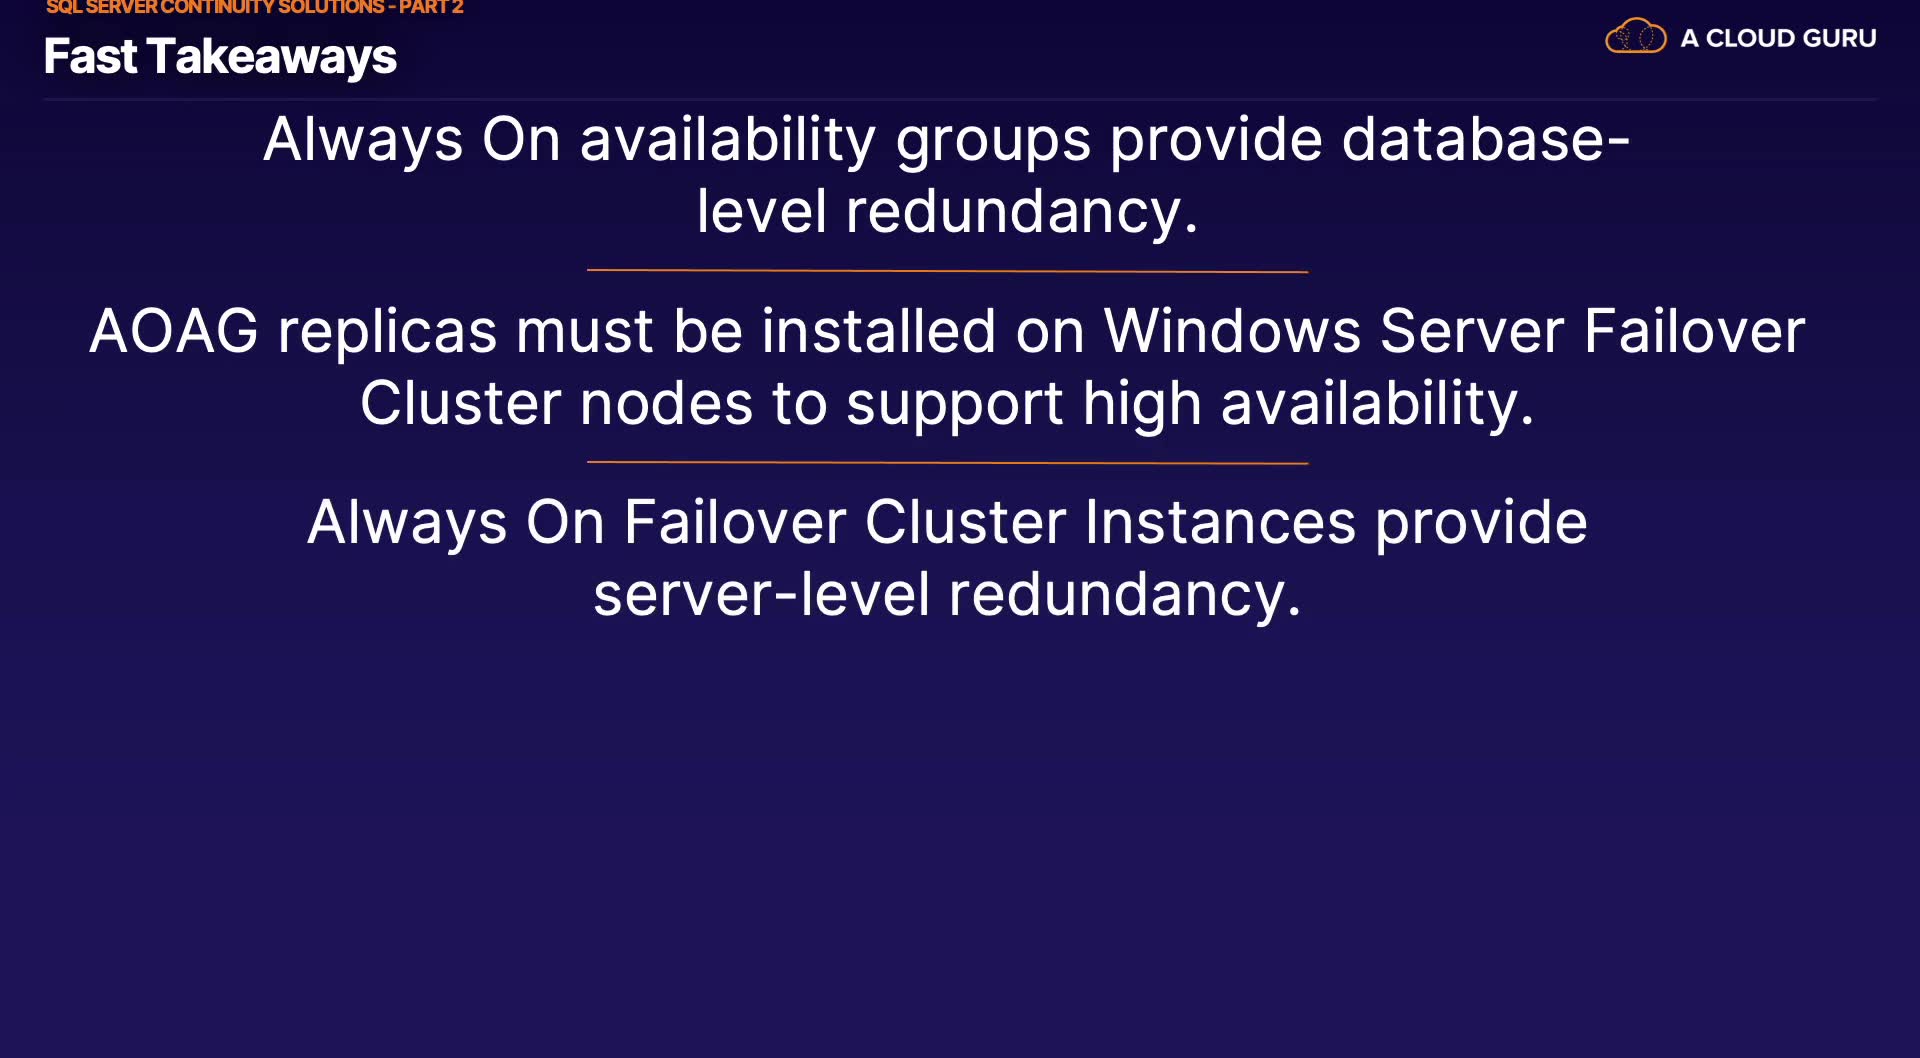 SQL SERVER CONTINUITY SOLUTIONS - PART 2
Fast Takeaways
A CLOUD GURU
Always On availability groups provide database-
level redundancy.
AOAG replicas must be installed on Windows Server Failover
Cluster nodes to support high availability.
Always On Failover Cluster Instances provide
server-level redundancy.